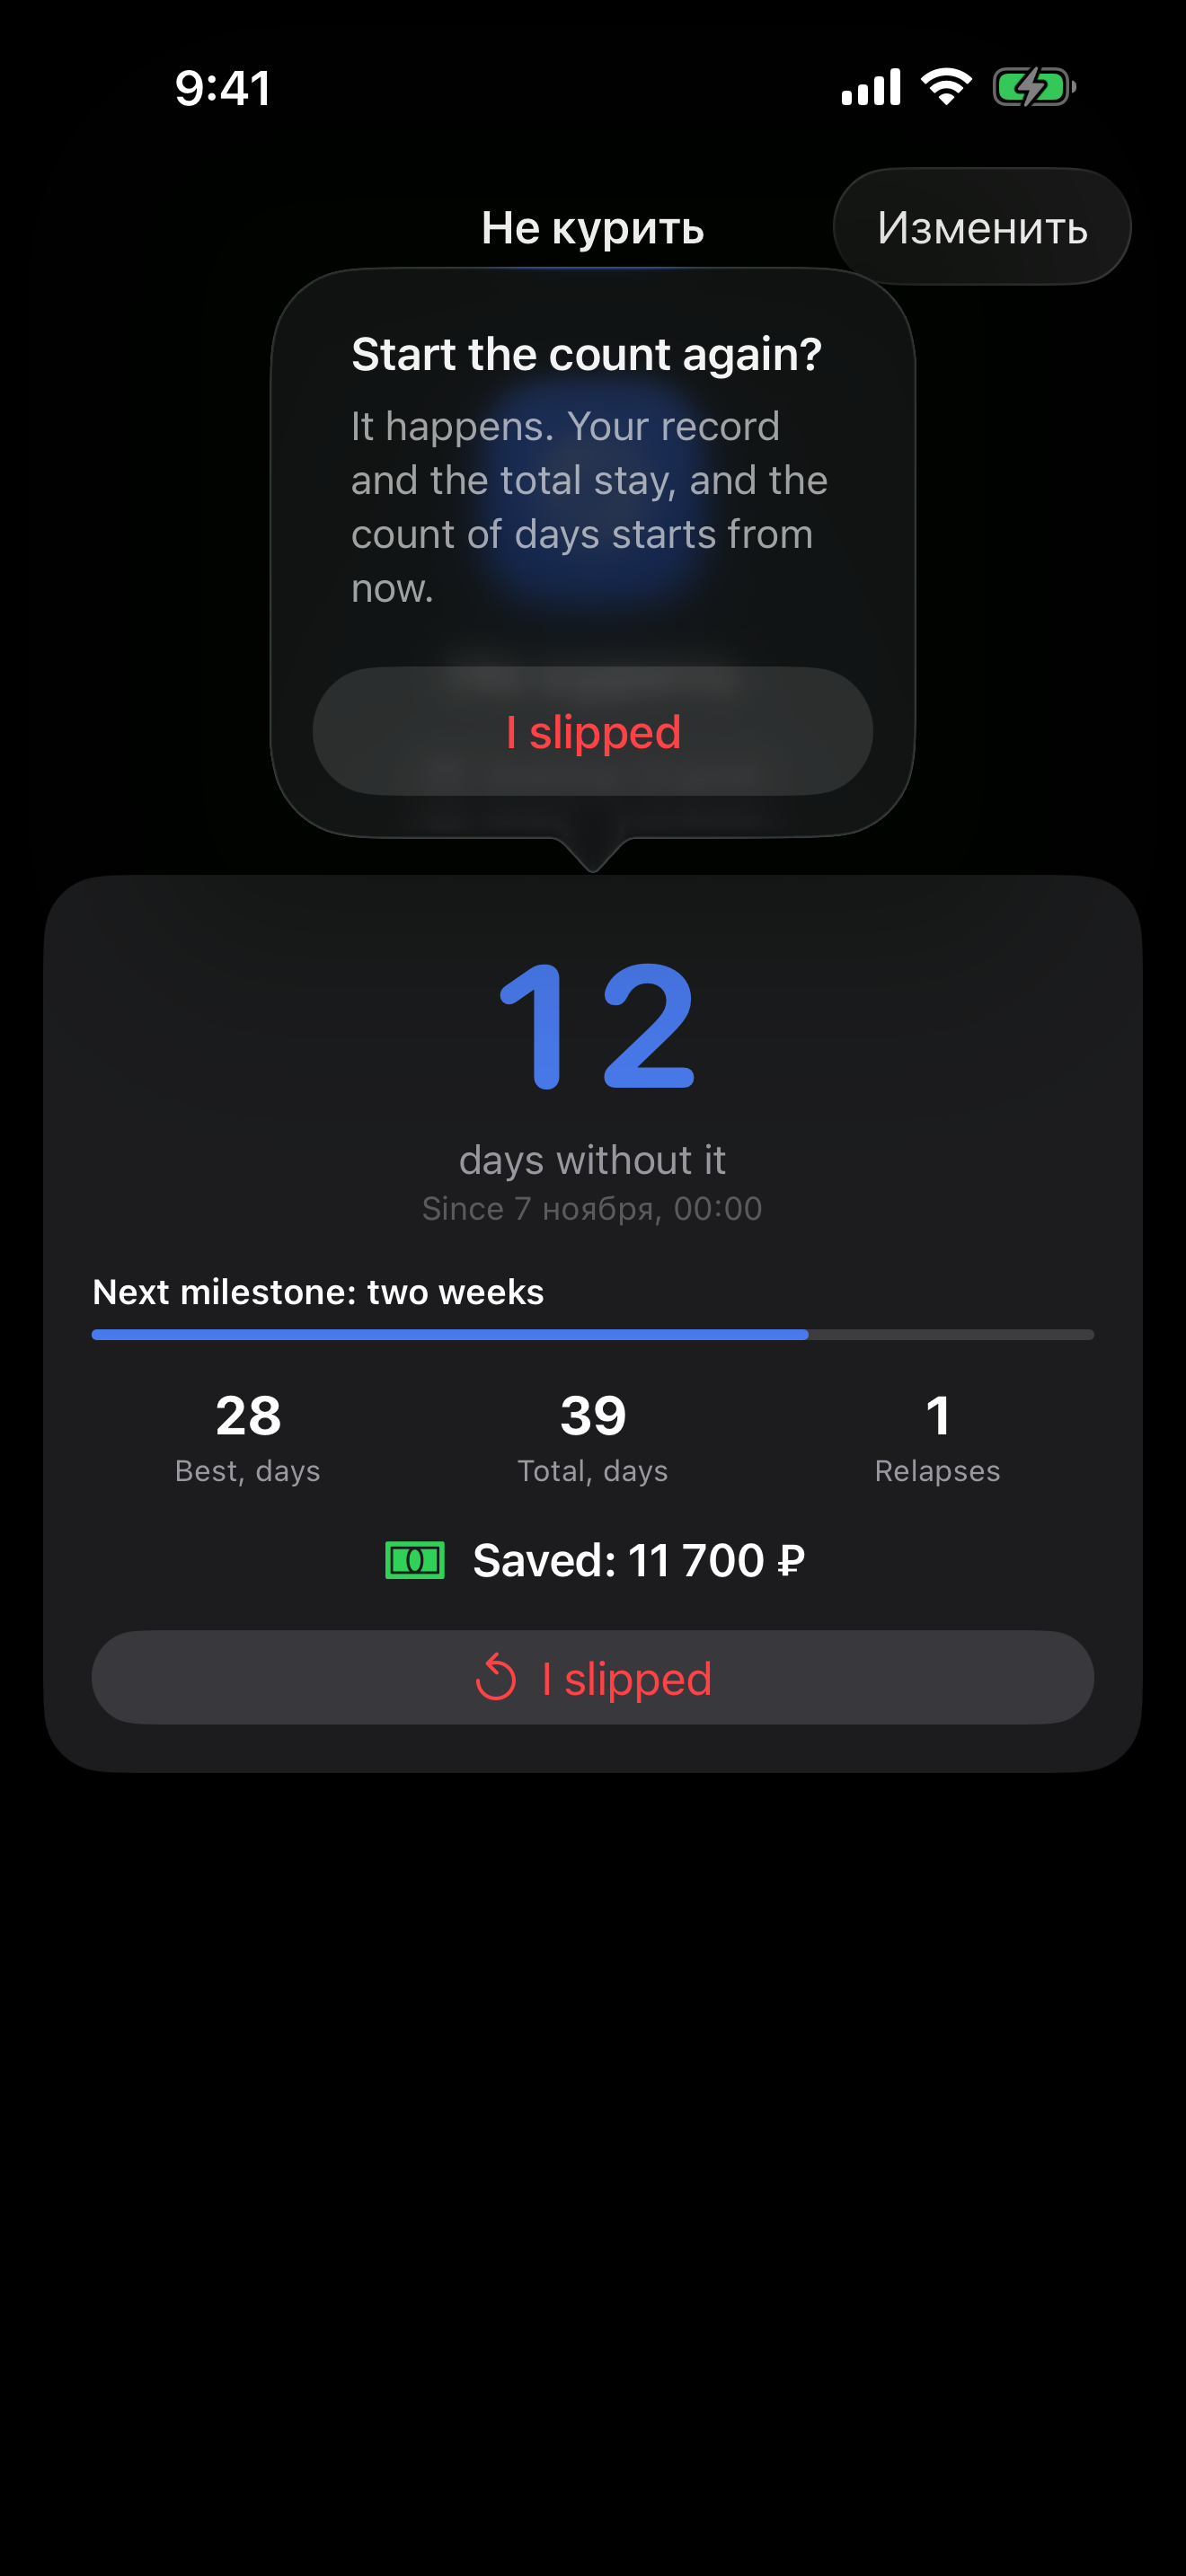 9:41
Не курить
Изменить
Start the count again?
It happens. Your record
and the total stay, and the
count of days starts from
now.
I slipped
12
days without it
Since 7 ноября, 00:00
Next milestone: two weeks
28
Best, days
39
Total, days
1
Relapses
Saved: 11 700 ₽
I slipped